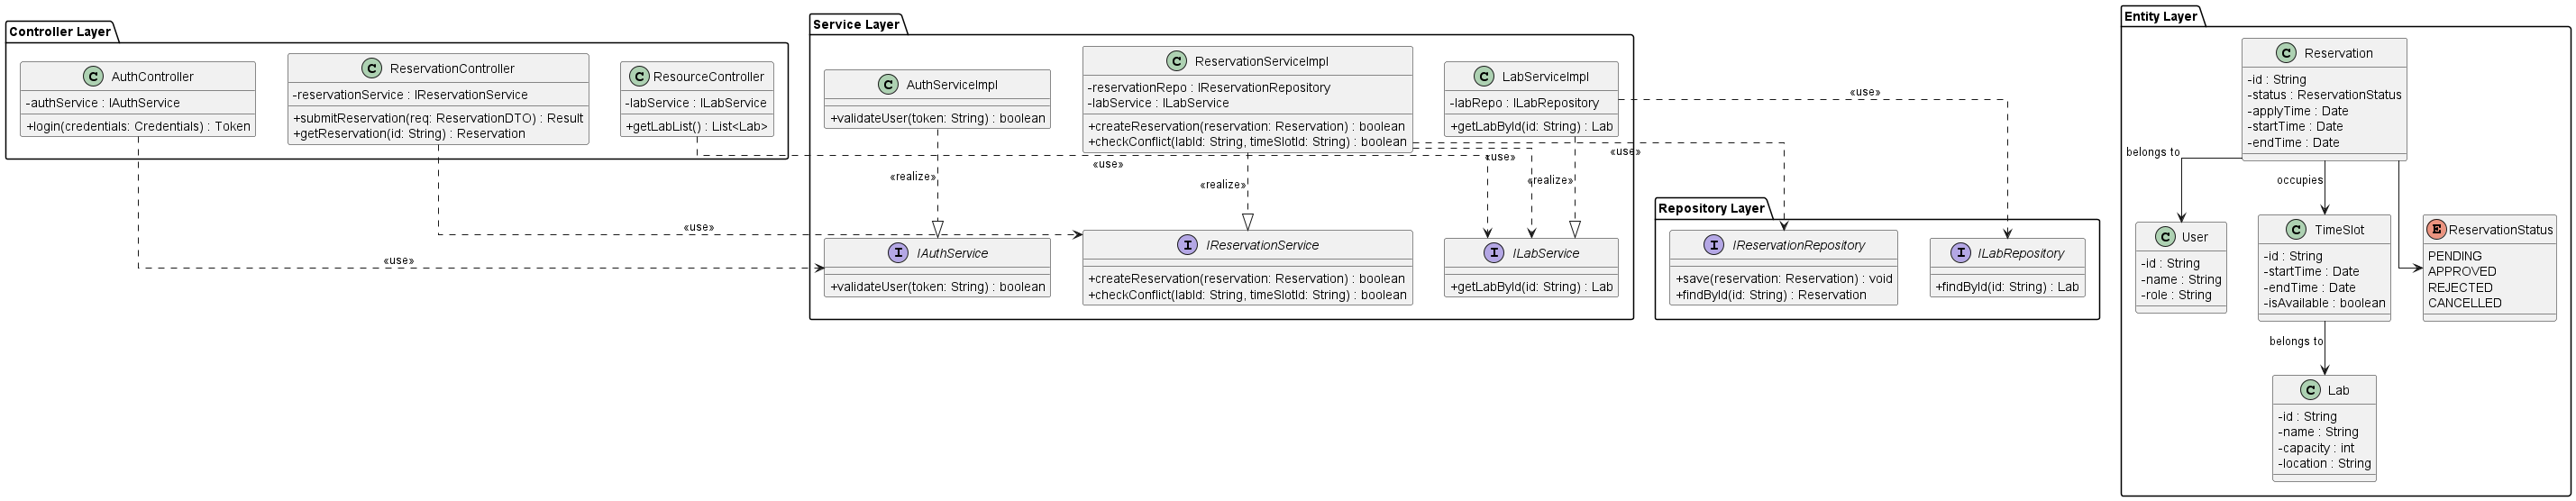 Controller Layer
C AuthController
-authService : IAuthService
+login(credentials: Credentials) : Token
C ReservationController
-reservationService : IReservationService
+submitReservation(req: ReservationDTO) : Result
+getReservation(id: String) : Reservation
C ResourceController
-labService : ILabService
+getLabList() : List<Lab>
Service Layer
C AuthServiceImpl
+validateUser(token: String) : boolean
C ReservationServiceImpl
-reservationRepo : IReservationRepository
-labService : ILabService
+createReservation(reservation: Reservation) : boolean
+checkConflict(labId: String, timeSlotId: String) : boolean
C LabServiceImpl
-labRepo : ILabRepository
+getLabById(id: String) : Lab
«use»
«use»
«use»
«use»
«realize»
«realize»
«realize»
«use»
«use»
I IAuthService
+validateUser(token: String) : boolean
I IReservationService
+createReservation(reservation: Reservation) : boolean
+checkConflict(labId: String, timeSlotId: String) : boolean
I ILabService
+getLabById(id: String) : Lab
Repository Layer
I IReservationRepository
+save(reservation: Reservation) : void
+findById(id: String) : Reservation
I ILabRepository
+findById(id: String) : Lab
Entity Layer
C Reservation
-id : String
-status : ReservationStatus
-applyTime : Date
-startTime : Date
-endTime : Date
belongs to
occupies
C User
-id : String
-name : String
-role : String
C TimeSlot
-id : String
-startTime : Date
-endTime : Date
-isAvailable : boolean
E ReservationStatus
PENDING
APPROVED
REJECTED
CANCELLED
belongs to
C Lab
-id : String
-name : String
-capacity : int
-location : String